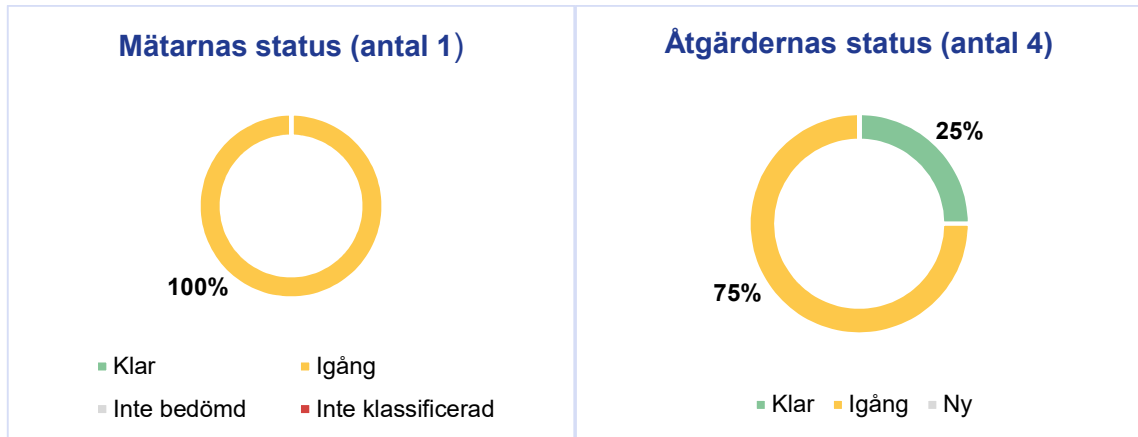 Mätarnas status (antal 1)
100%
Klar
Igång
Inte bedömd
Inte klassificerad
Åtgärdernas status (antal 4)
25%
75%
Klar
Igång
Ny